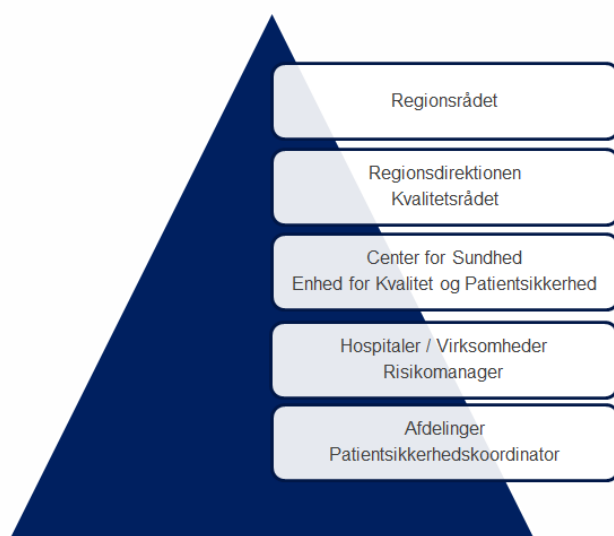 Regionsrådet
Regionsdirektionen
Kvalitetsrådet
Center for Sundhed
Enhed for Kvalitet og Patientsikkerhed
Hospitaler / Virksomheder
Risikomanager
Afdelinger
Patientsikkerhedskoordinator